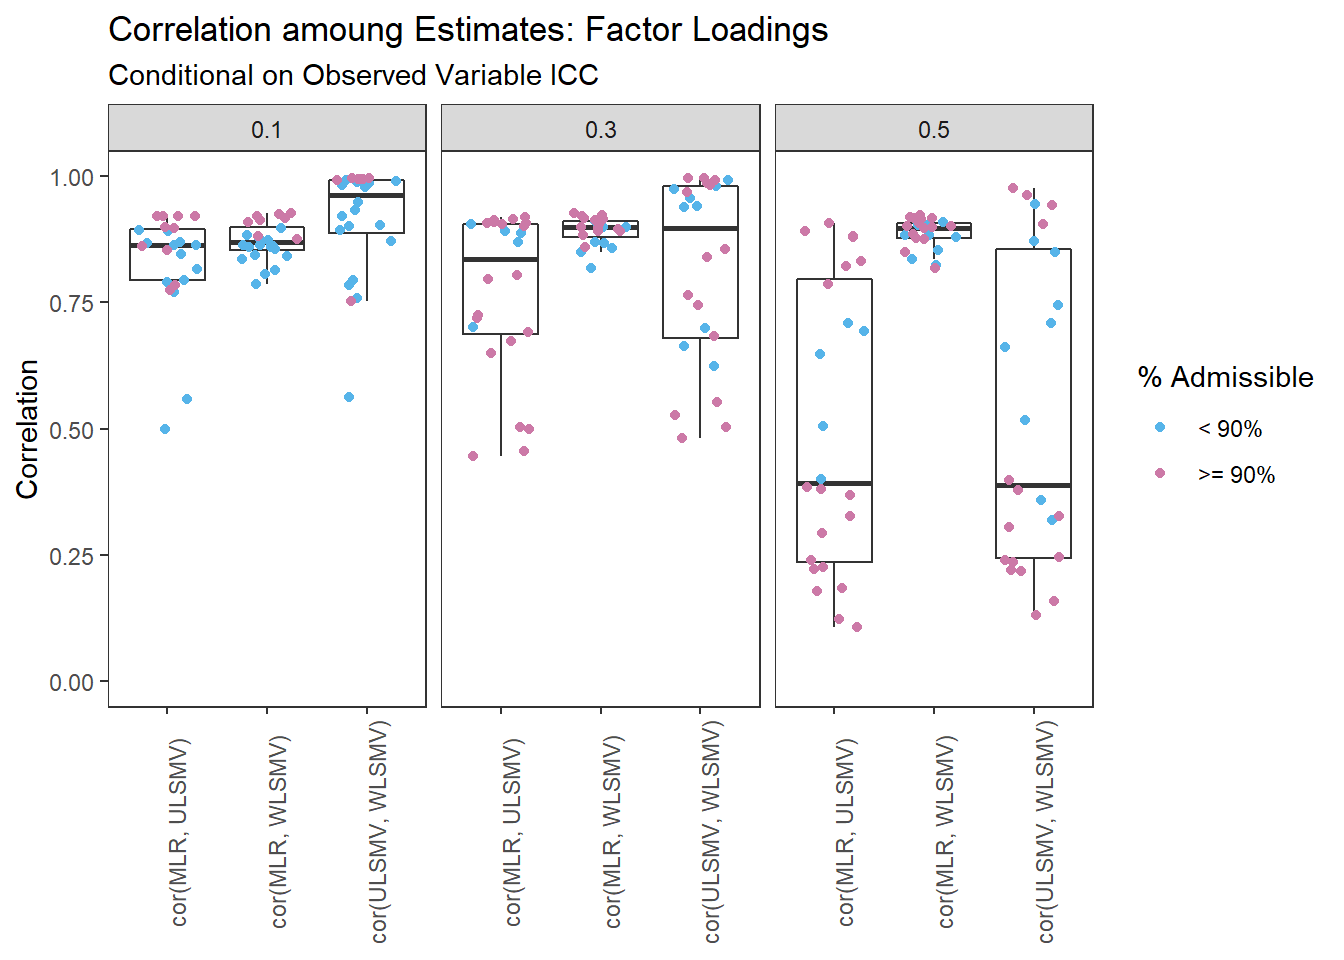 Correlation amoung Estimates: Factor Loadings
Conditional on Observed Variable ICC
0.1
0.3
0.5
Correlation
1.00
0.75
0.50
0.25
0.00
cor(MLR, ULSMV)
cor(MLR, WLSMV)
cor(ULSMV, WLSMV)
cor(MLR, ULSMV)
cor(MLR, WLSMV)
cor(ULSMV, WLSMV)
cor(MLR, ULSMV)
cor(MLR, WLSMV)
cor(ULSMV, WLSMV)
% Admissible
< 90%
>= 90%